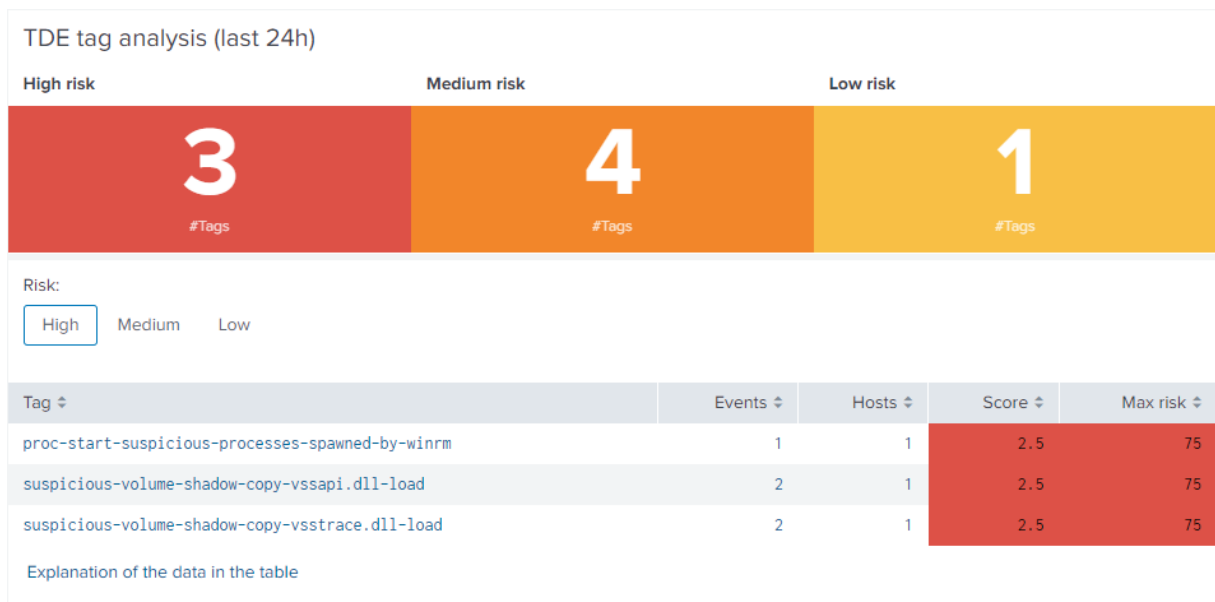 TDE tag analysis (last 24h)
High risk Medium risk Low risk
3 4 1
#Tags #Tags #Tags
Risk:
High Medium Low
Tag Events Hosts Score Max risk
proc-start-suspicious-processes-spawned-by-winrm 1 1 2.5 75
suspicious-volume-shadow-copy-vssapi.dll-load 2 1 2.5 75
suspicious-volume-shadow-copy-vsstrace.dll-load 2 1 2.5 75
Explanation of the data in the table